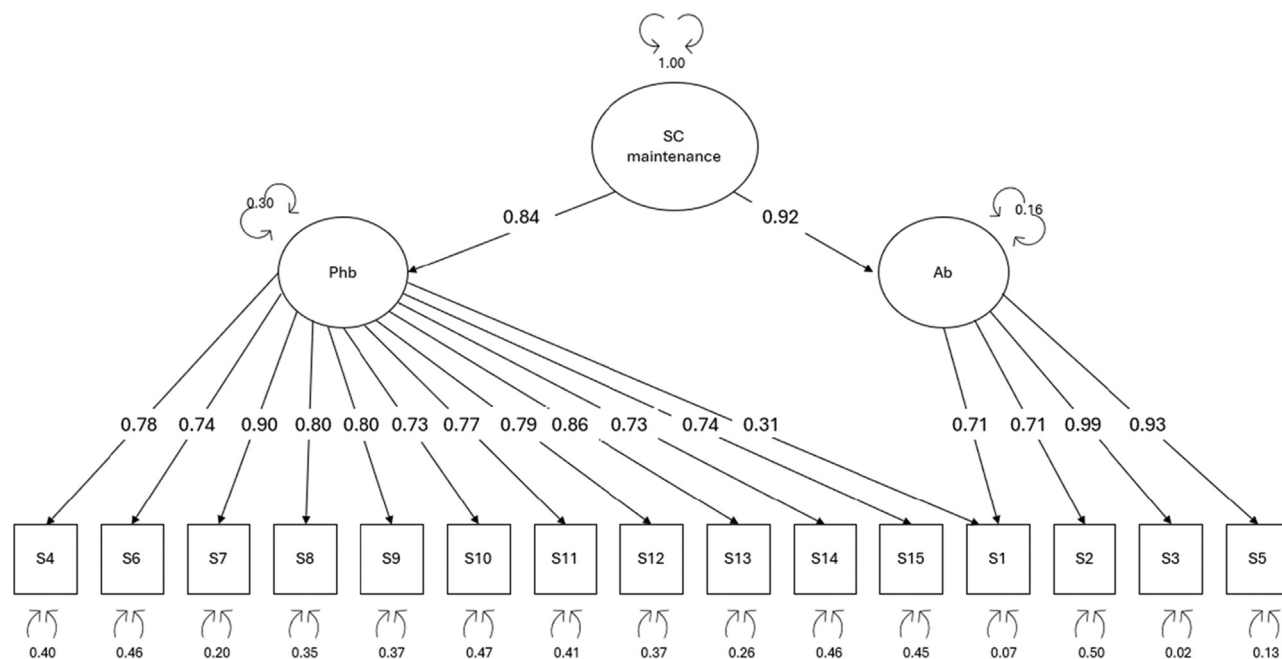 1.00
SC
maintenance
0.30
0.84
0.92
0.16
Phb
Ab
0.78 0.74 0.90 0.80 0.80 0.73 0.77 0.79 0.86 0.73 0.74 0.31 0.71 0.71 0.99 0.93
S4 S6 S7 S8 S9 S10 S11 S12 S13 S14 S15 S1 S2 S3 S5
0.40 0.46 0.20 0.35 0.37 0.47 0.41 0.37 0.26 0.46 0.45 0.07 0.50 0.02 0.13